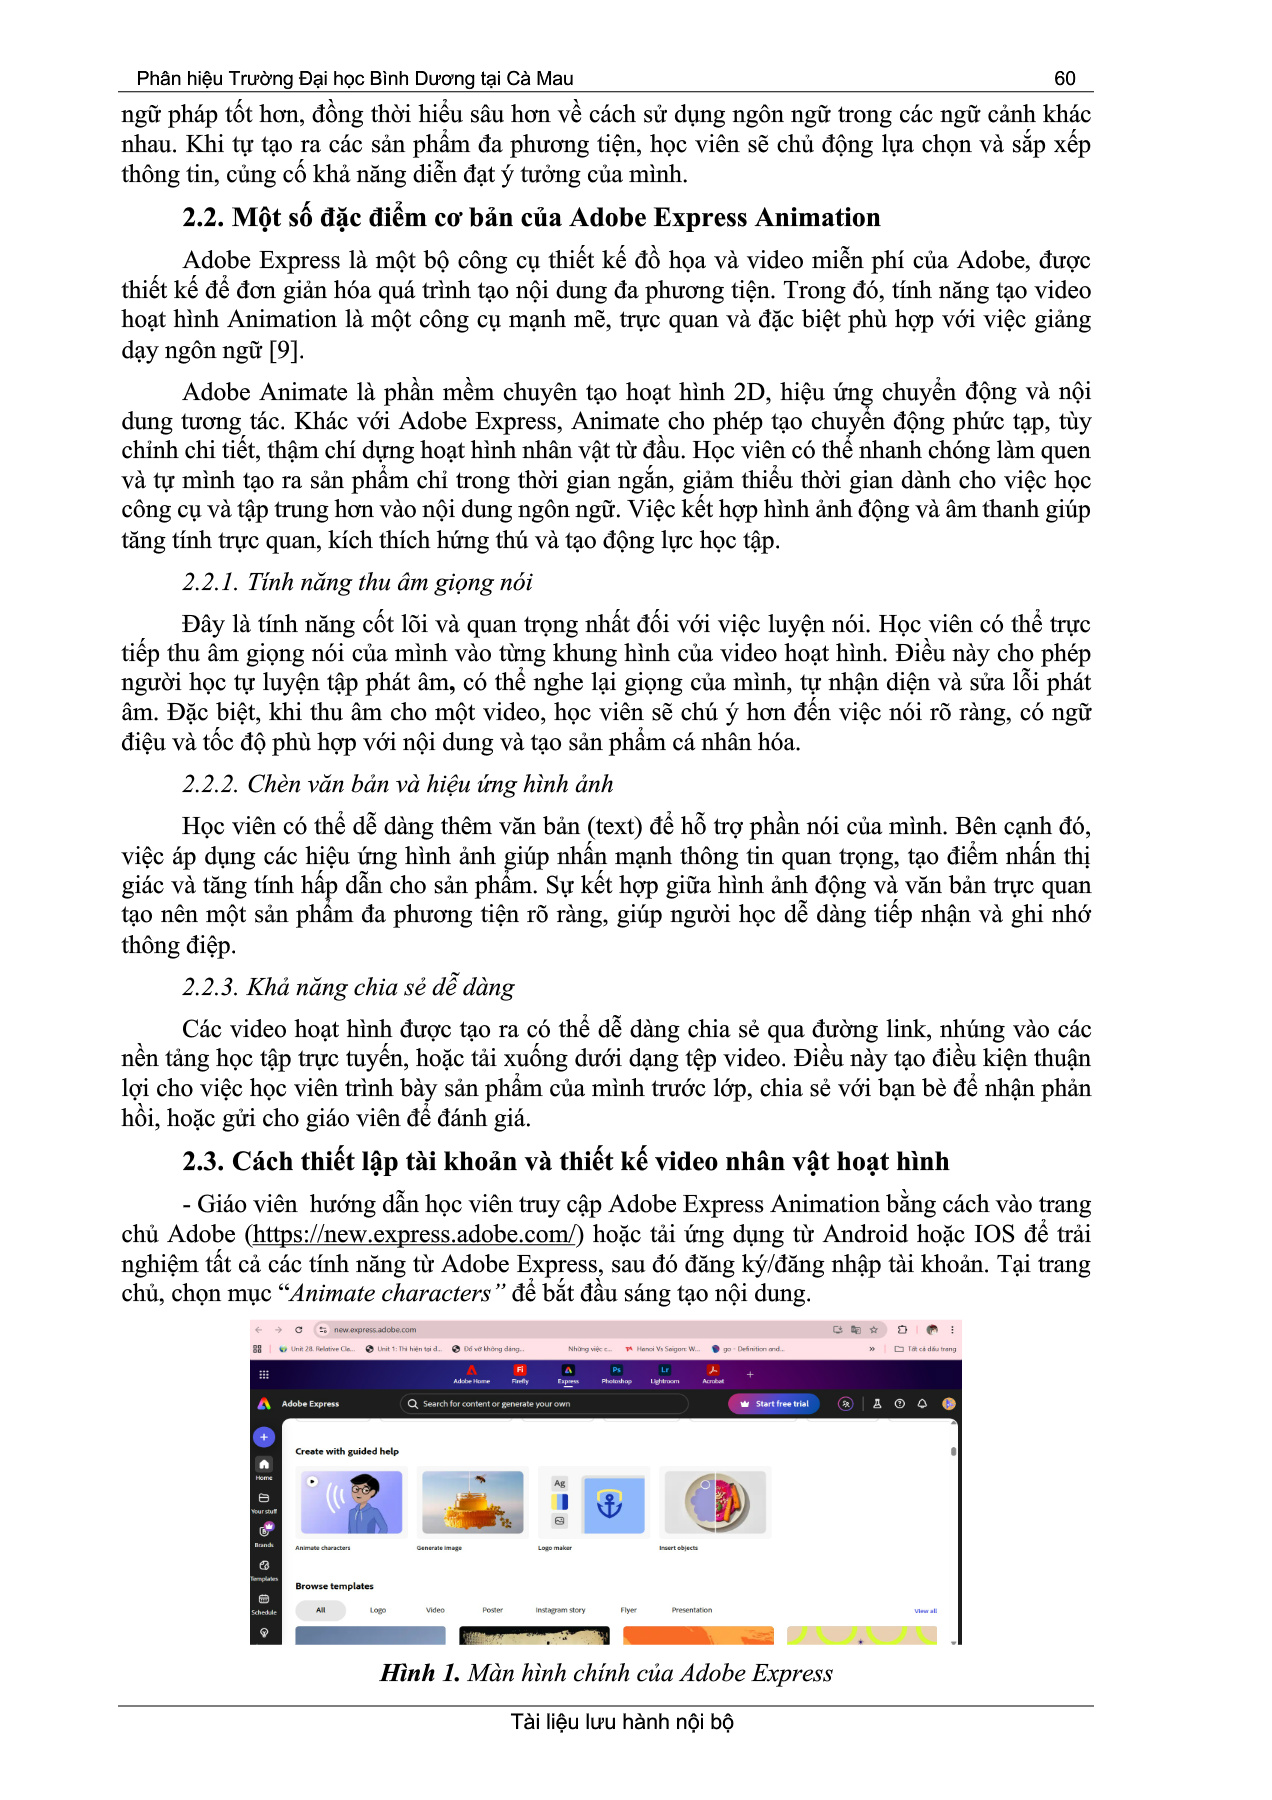 Phân hiệu Trường Đại học Bình Dương tại Cà Mau 60
ngữ pháp tốt hơn, đồng thời hiểu sâu hơn về cách sử dụng ngôn ngữ trong các ngữ cảnh khác
nhau. Khi tự tạo ra các sản phẩm đa phương tiện, học viên sẽ chủ động lựa chọn và sắp xếp
thông tin, củng cố khả năng diễn đạt ý tưởng của mình.
2.2. Một số đặc điểm cơ bản của Adobe Express Animation
Adobe Express là một bộ công cụ thiết kế đồ họa và video miễn phí của Adobe, được
thiết kế để đơn giản hóa quá trình tạo nội dung đa phương tiện. Trong đó, tính năng tạo video
hoạt hình Animation là một công cụ mạnh mẽ, trực quan và đặc biệt phù hợp với việc giảng
dạy ngôn ngữ [9].
Adobe Animate là phần mềm chuyên tạo hoạt hình 2D, hiệu ứng chuyển động và nội
dung tương tác. Khác với Adobe Express, Animate cho phép tạo chuyển động phức tạp, tùy
chỉnh chi tiết, thậm chí dựng hoạt hình nhân vật từ đầu. Học viên có thể nhanh chóng làm quen
và tự mình tạo ra sản phẩm chỉ trong thời gian ngắn, giảm thiểu thời gian dành cho việc học
công cụ và tập trung hơn vào nội dung ngôn ngữ. Việc kết hợp hình ảnh động và âm thanh giúp
tăng tính trực quan, kích thích hứng thú và tạo động lực học tập.
2.2.1. Tính năng thu âm giọng nói
Đây là tính năng cốt lõi và quan trọng nhất đối với việc luyện nói. Học viên có thể trực
tiếp thu âm giọng nói của mình vào từng khung hình của video hoạt hình. Điều này cho phép
người học tự luyện tập phát âm, có thể nghe lại giọng của mình, tự nhận diện và sửa lỗi phát
âm. Đặc biệt, khi thu âm cho một video, học viên sẽ chú ý hơn đến việc nói rõ ràng, có ngữ
điệu và tốc độ phù hợp với nội dung và tạo sản phẩm cá nhân hóa.
2.2.2. Chèn văn bản và hiệu ứng hình ảnh
Học viên có thể dễ dàng thêm văn bản (text) để hỗ trợ phần nói của mình. Bên cạnh đó,
việc áp dụng các hiệu ứng hình ảnh giúp nhấn mạnh thông tin quan trọng, tạo điểm nhấn thị
giác và tăng tính hấp dẫn cho sản phẩm. Sự kết hợp giữa hình ảnh động và văn bản trực quan
tạo nên một sản phẩm đa phương tiện rõ ràng, giúp người học dễ dàng tiếp nhận và ghi nhớ
thông điệp.
2.2.3. Khả năng chia sẻ dễ dàng
Các video hoạt hình được tạo ra có thể dễ dàng chia sẻ qua đường link, nhúng vào các
nền tảng học tập trực tuyến, hoặc tải xuống dưới dạng tệp video. Điều này tạo điều kiện thuận
lợi cho việc học viên trình bày sản phẩm của mình trước lớp, chia sẻ với bạn bè để nhận phản
hồi, hoặc gửi cho giáo viên để đánh giá.
2.3. Cách thiết lập tài khoản và thiết kế video nhân vật hoạt hình
- Giáo viên hướng dẫn học viên truy cập Adobe Express Animation bằng cách vào trang
chủ Adobe (https://new.express.adobe.com/) hoặc tải ứng dụng từ Android hoặc IOS để trải
nghiệm tất cả các tính năng từ Adobe Express, sau đó đăng ký/đăng nhập tài khoản. Tại trang
chủ, chọn mục “Animate characters” để bắt đầu sáng tạo nội dung.
new.express.adobe.com
Unit Z8. Relative Cla... Unit 1: Thì hiện tại đ... Đố vờ không dàng... Những việc c... Hanoi Vs Saigon: W... go - Definition and... » Tất cả dấu trang
Fl Ps Lr
Adobe Home Firefly Express Photoshop Lightroom Acrobat +
Adobe Express Search for content or generate your own Start free trial
Create with guided help
Home
Your stuff
Brands
Templates
Schedule
Ag
Animate characters Generate image Logo maker Insert objects
Browse templates
All Logo Video Poster Instagram story Flyer Presentation View all
Hình 1. Màn hình chính của Adobe Express
Tài liệu lưu hành nội bộ